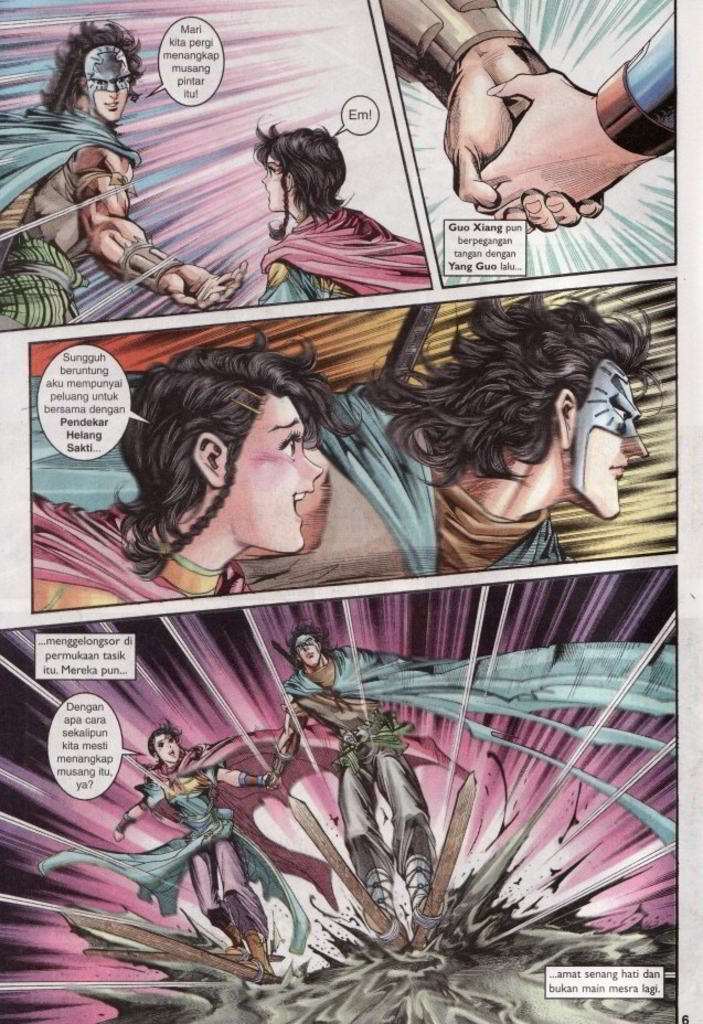 Mari
kita pergi
menangkap
musang
pintar
itu!
Em!
Guo Xiang pun
berpegangan
tangan dengan
Yang Guo lalu...
Sungguh
beruntung
aku mempunyai
peluang untuk
bersama dengan
Pendekar
Helang
Sakti...
...menggelongsor di
permukaan tasik
itu. Mereka pun...
Dengan
apa cara
sekalipun
kita mesti
menangkap
musang itu,
ya?
...amat senang hati dan
bukan main mesra lagi.
6